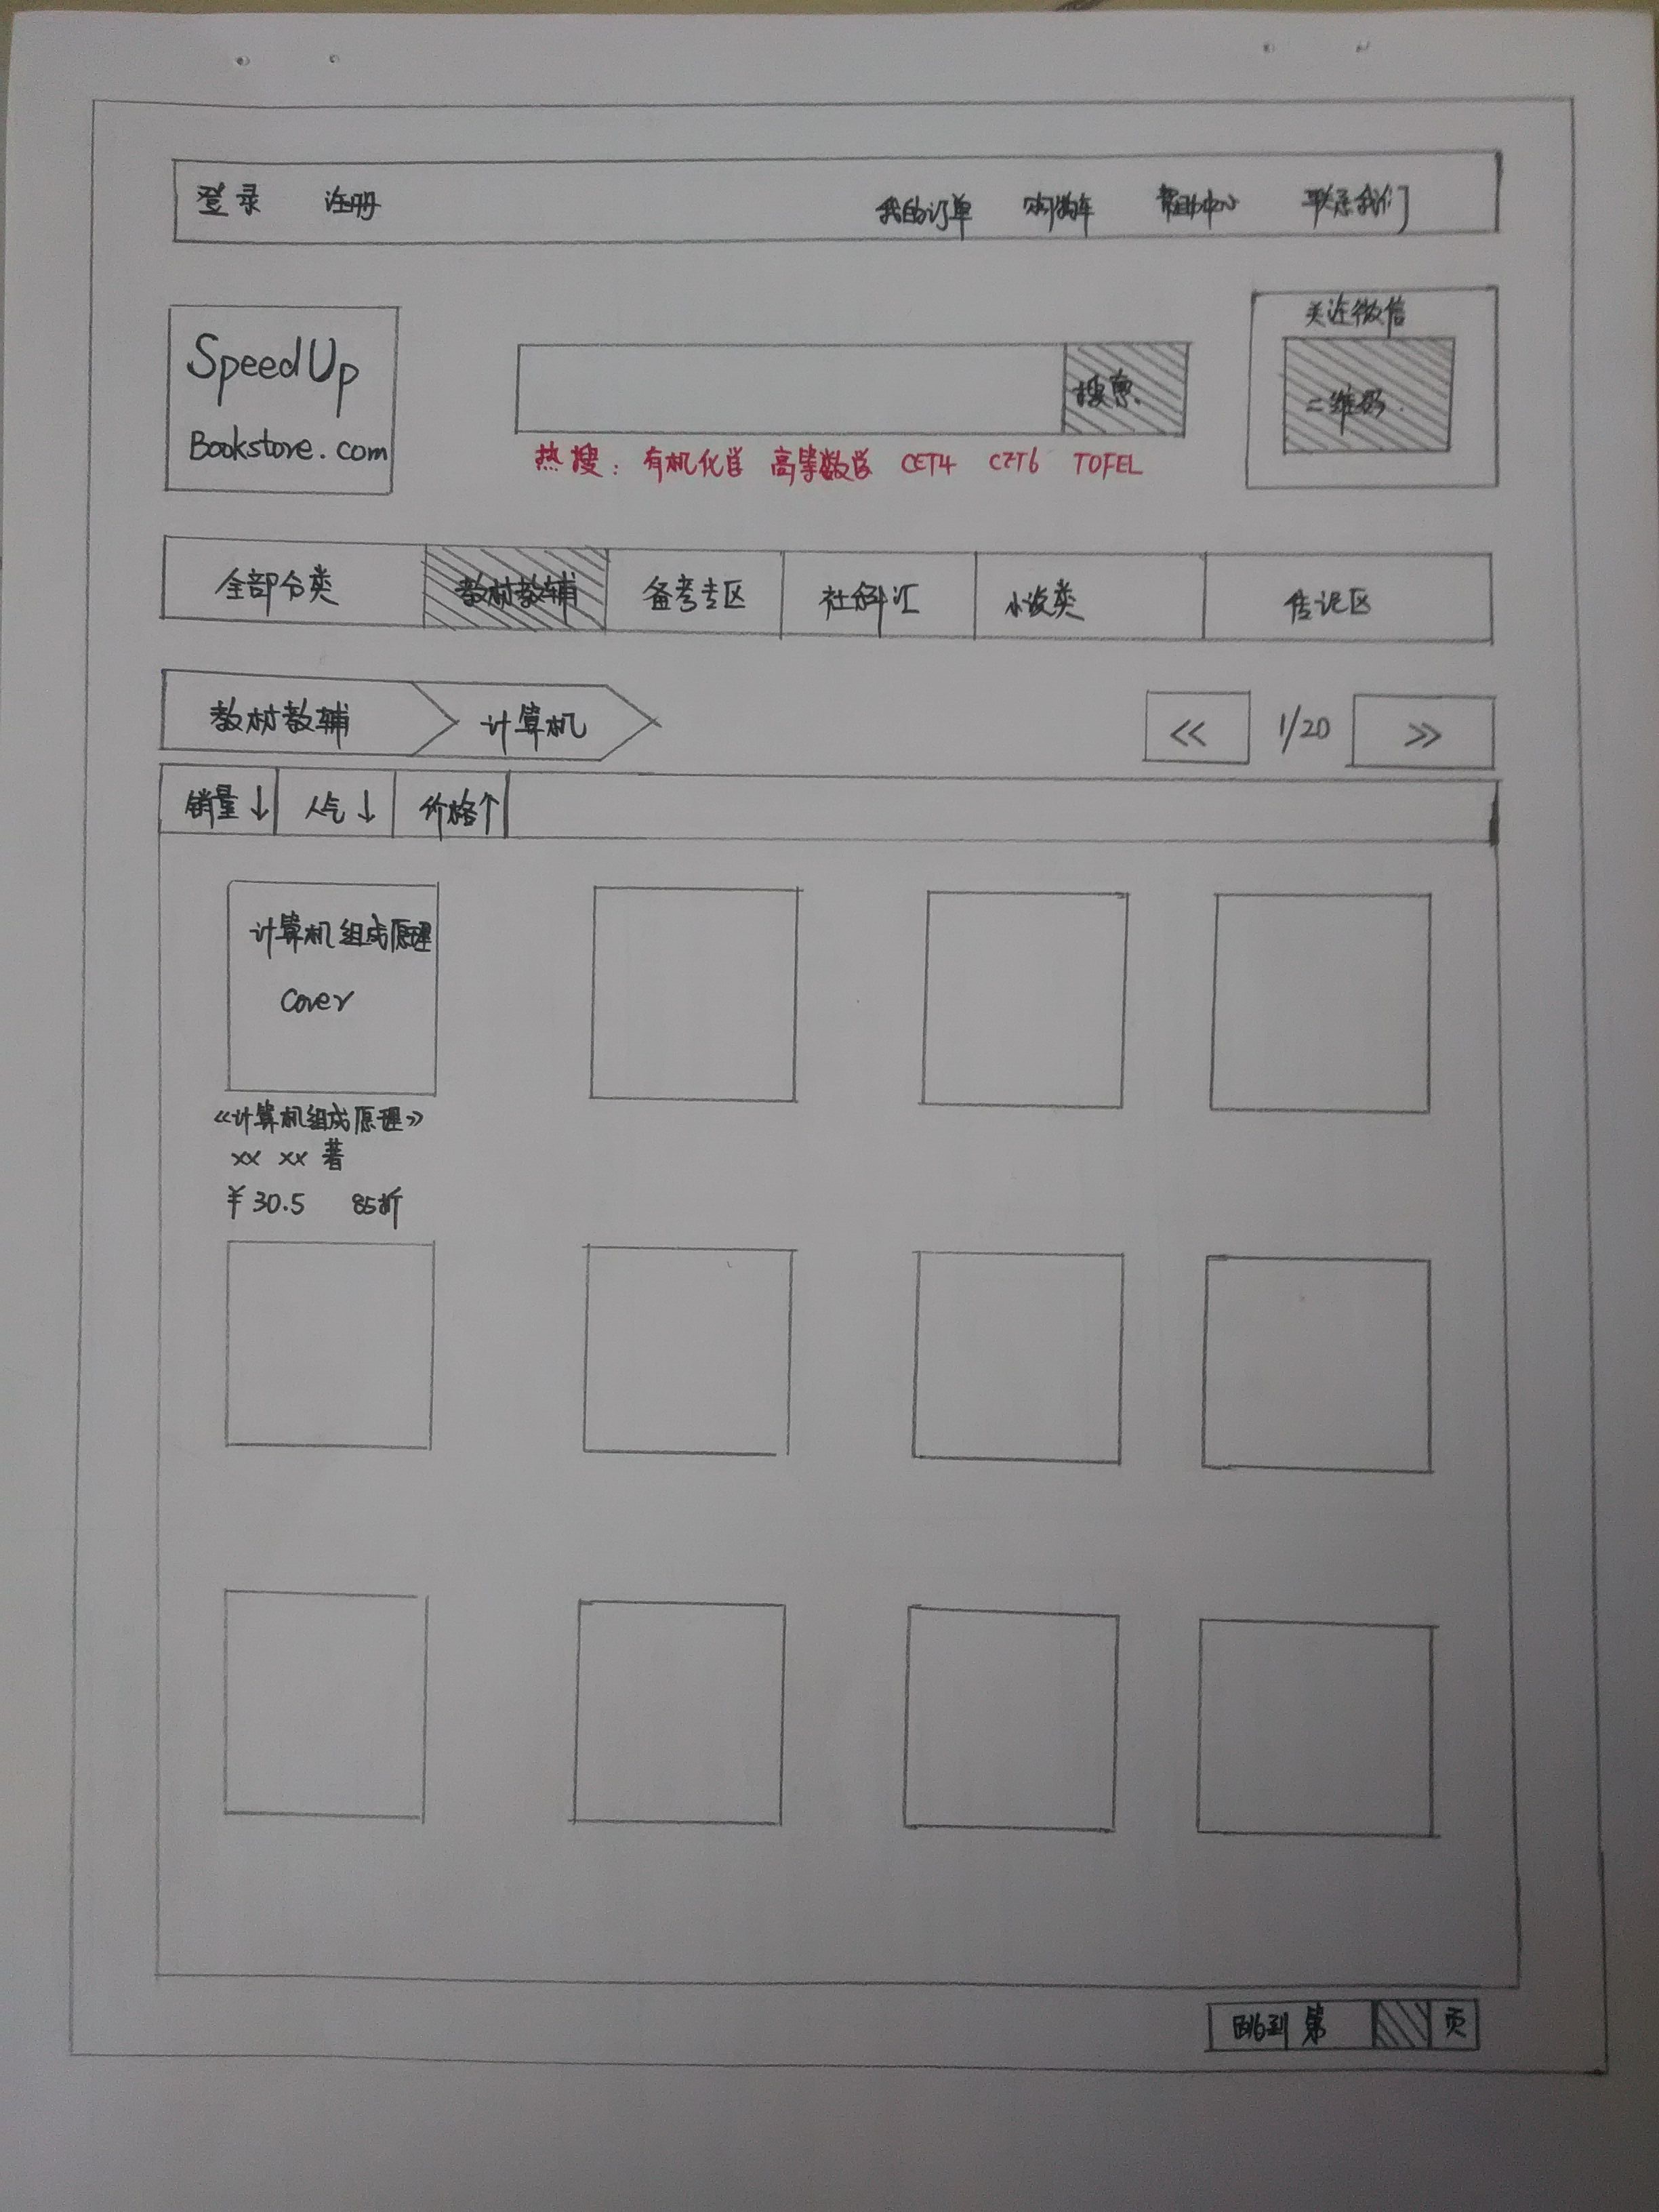 登录 注册 我的订单 购物车 帮助中心 联系我们
SpeedUp
Bookstore.com
搜索
关注微信
二维码
热搜：有机化学 高等数学 CET4 CET6 TOFEL
全部分类 教材教辅 备考专区 社科汇 小说类 传记区
教材教辅 计算机 << 1/20 >>
销量↓ 人气↓ 价格↑
计算机组成原理
Cover
《计算机组成原理》
xx xx 著
￥30.5 85折
跳到 第 页